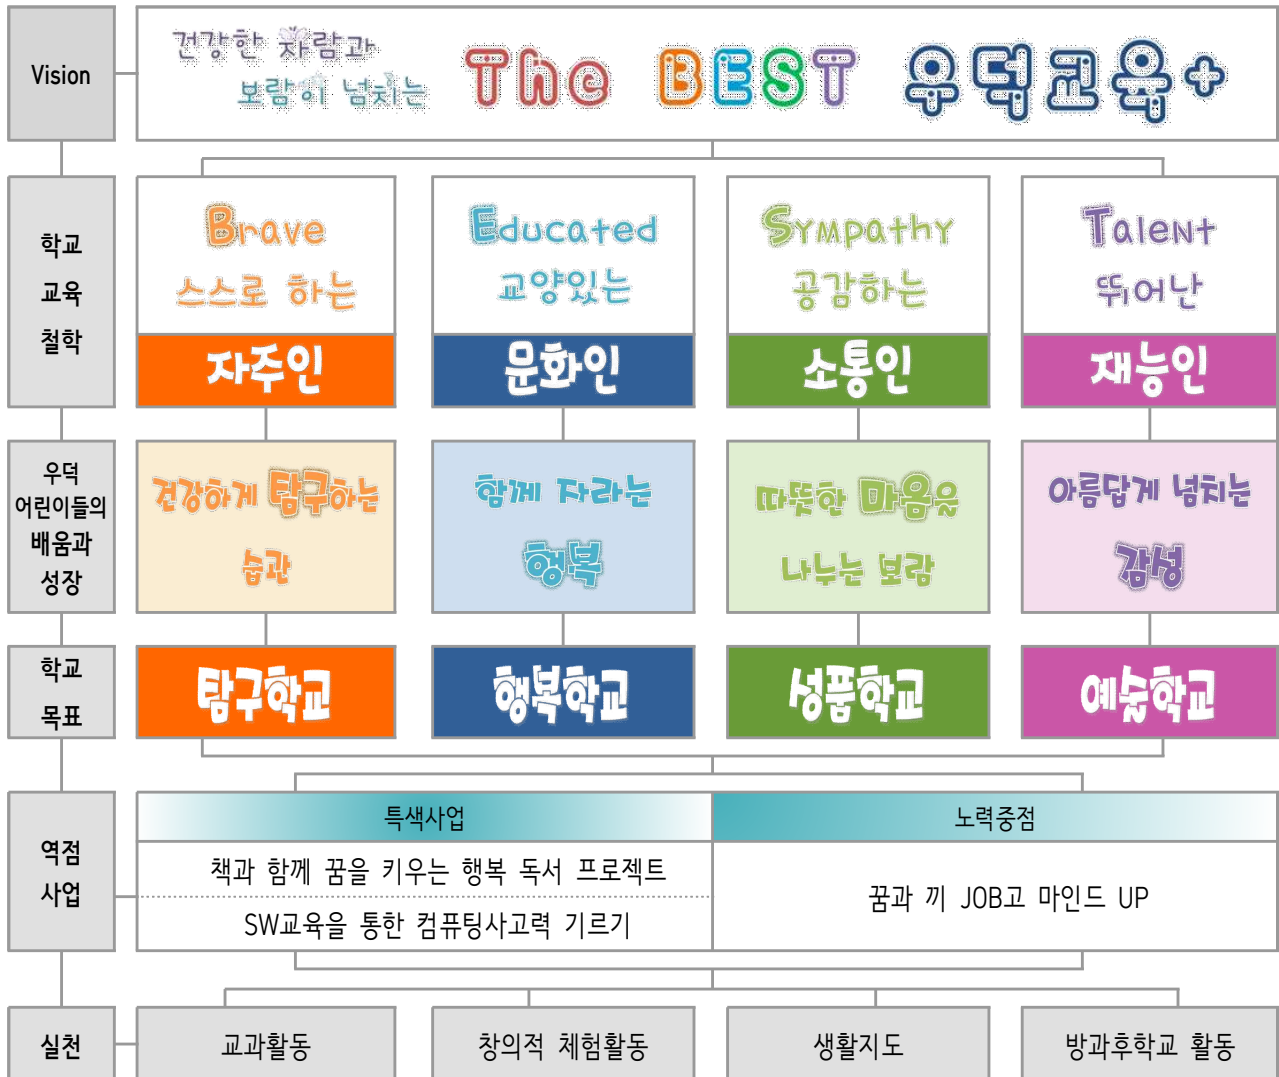 Vision
건강한 자람과
보람이 넘치는
The BEST 우덕교육+
학교
교육
철학
Brave
스스로 하는
자주인
Educated
교양있는
문화인
Sympathy
공감하는
소통인
Talent
뛰어난
재능인
우덕
어린이들의
배움과
성장
건강하게 탐구하는
습관
함께 자라는
행복
따뜻한 마음을
나누는 보람
아름답게 넘치는
감성
학교
목표
탐구학교
행복학교
성품학교
예술학교
역점
사업
특색사업
책과 함께 꿈을 키우는 행복 독서 프로젝트
SW교육을 통한 컴퓨팅사고력 기르기
노력중점
꿈과 끼 JOB고 마인드 UP
실천
교과활동
창의적 체험활동
생활지도
방과후학교 활동